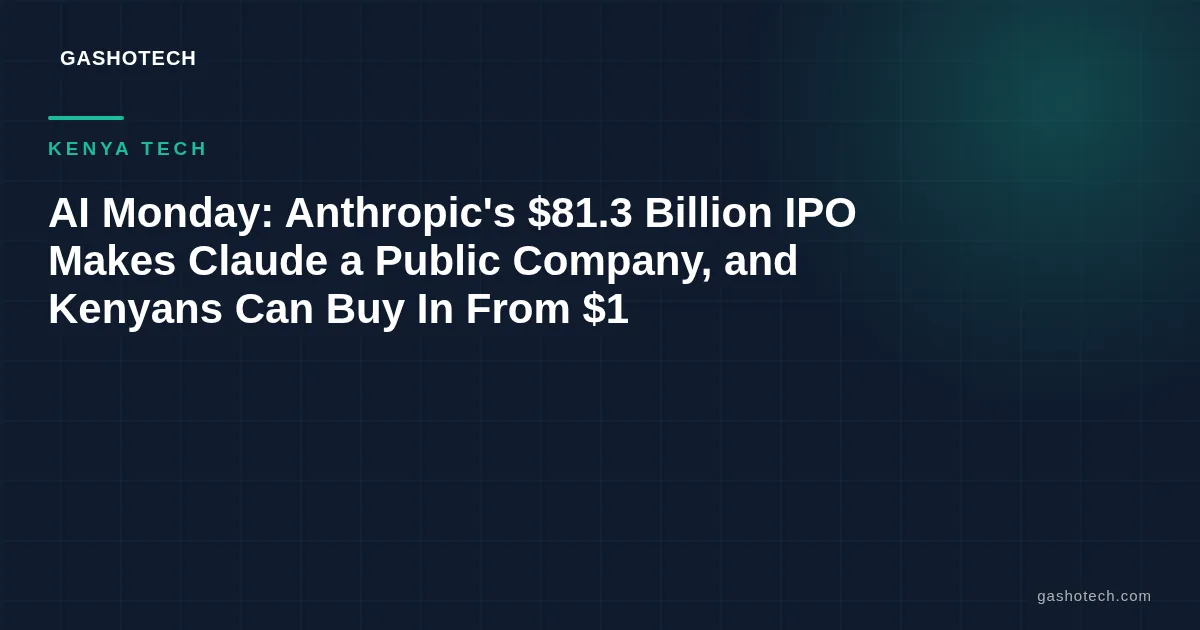 GASHOTECH
KENYA TECH
AI Monday: Anthropic's $81.3 Billion IPO
Makes Claude a Public Company, and
Kenyans Can Buy In From $1
gashotech.com